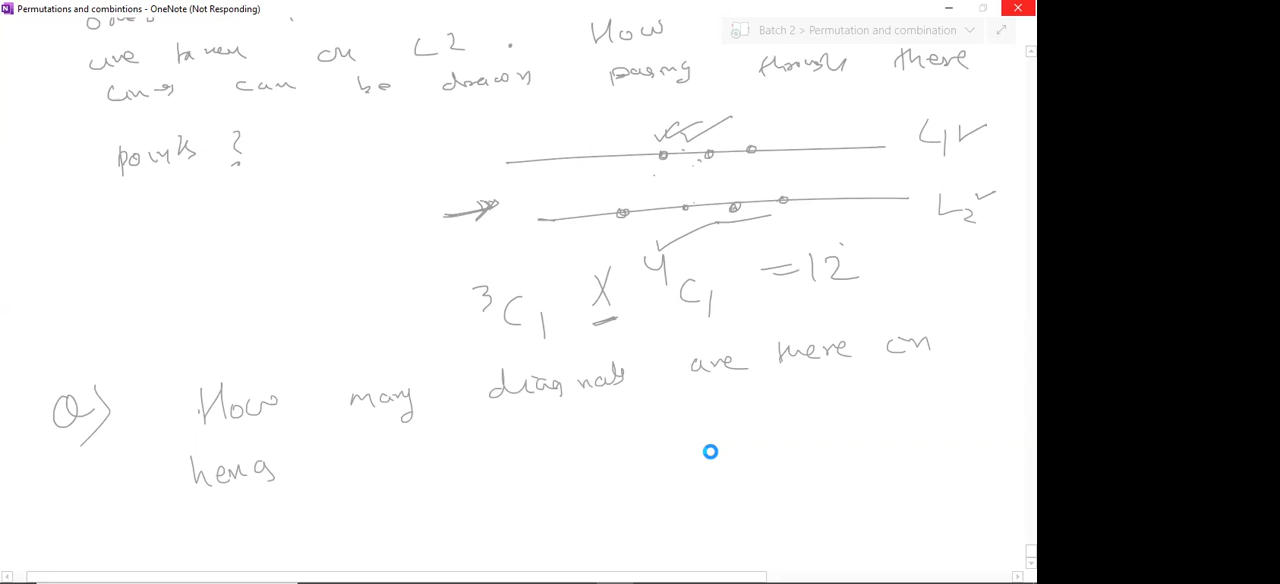 Permutations and combintions - OneNote (Not Responding)
Batch 2 > Permutation and combination
are taken on L2 . How
lines can be drawn passing through these
points ?
L1
L2
3C1 X 4C1 = 12
Q) How many diagnals are there in
hexa